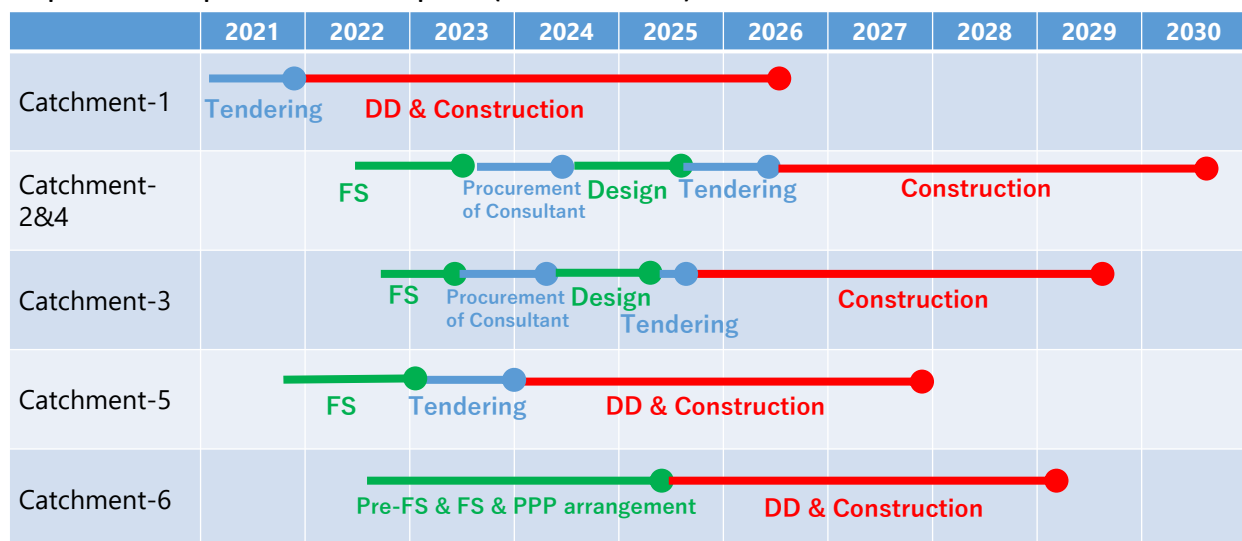 2021 2022 2023 2024 2025 2026 2027 2028 2029 2030
Catchment-1
Tendering DD & Construction
Catchment-
2&4
FS Procurement
of Consultant Design Tendering Construction
Catchment-3
FS Procurement
of Consultant Design Tendering Construction
Catchment-5
FS Tendering DD & Construction
Catchment-6
Pre-FS & FS & PPP arrangement DD & Construction